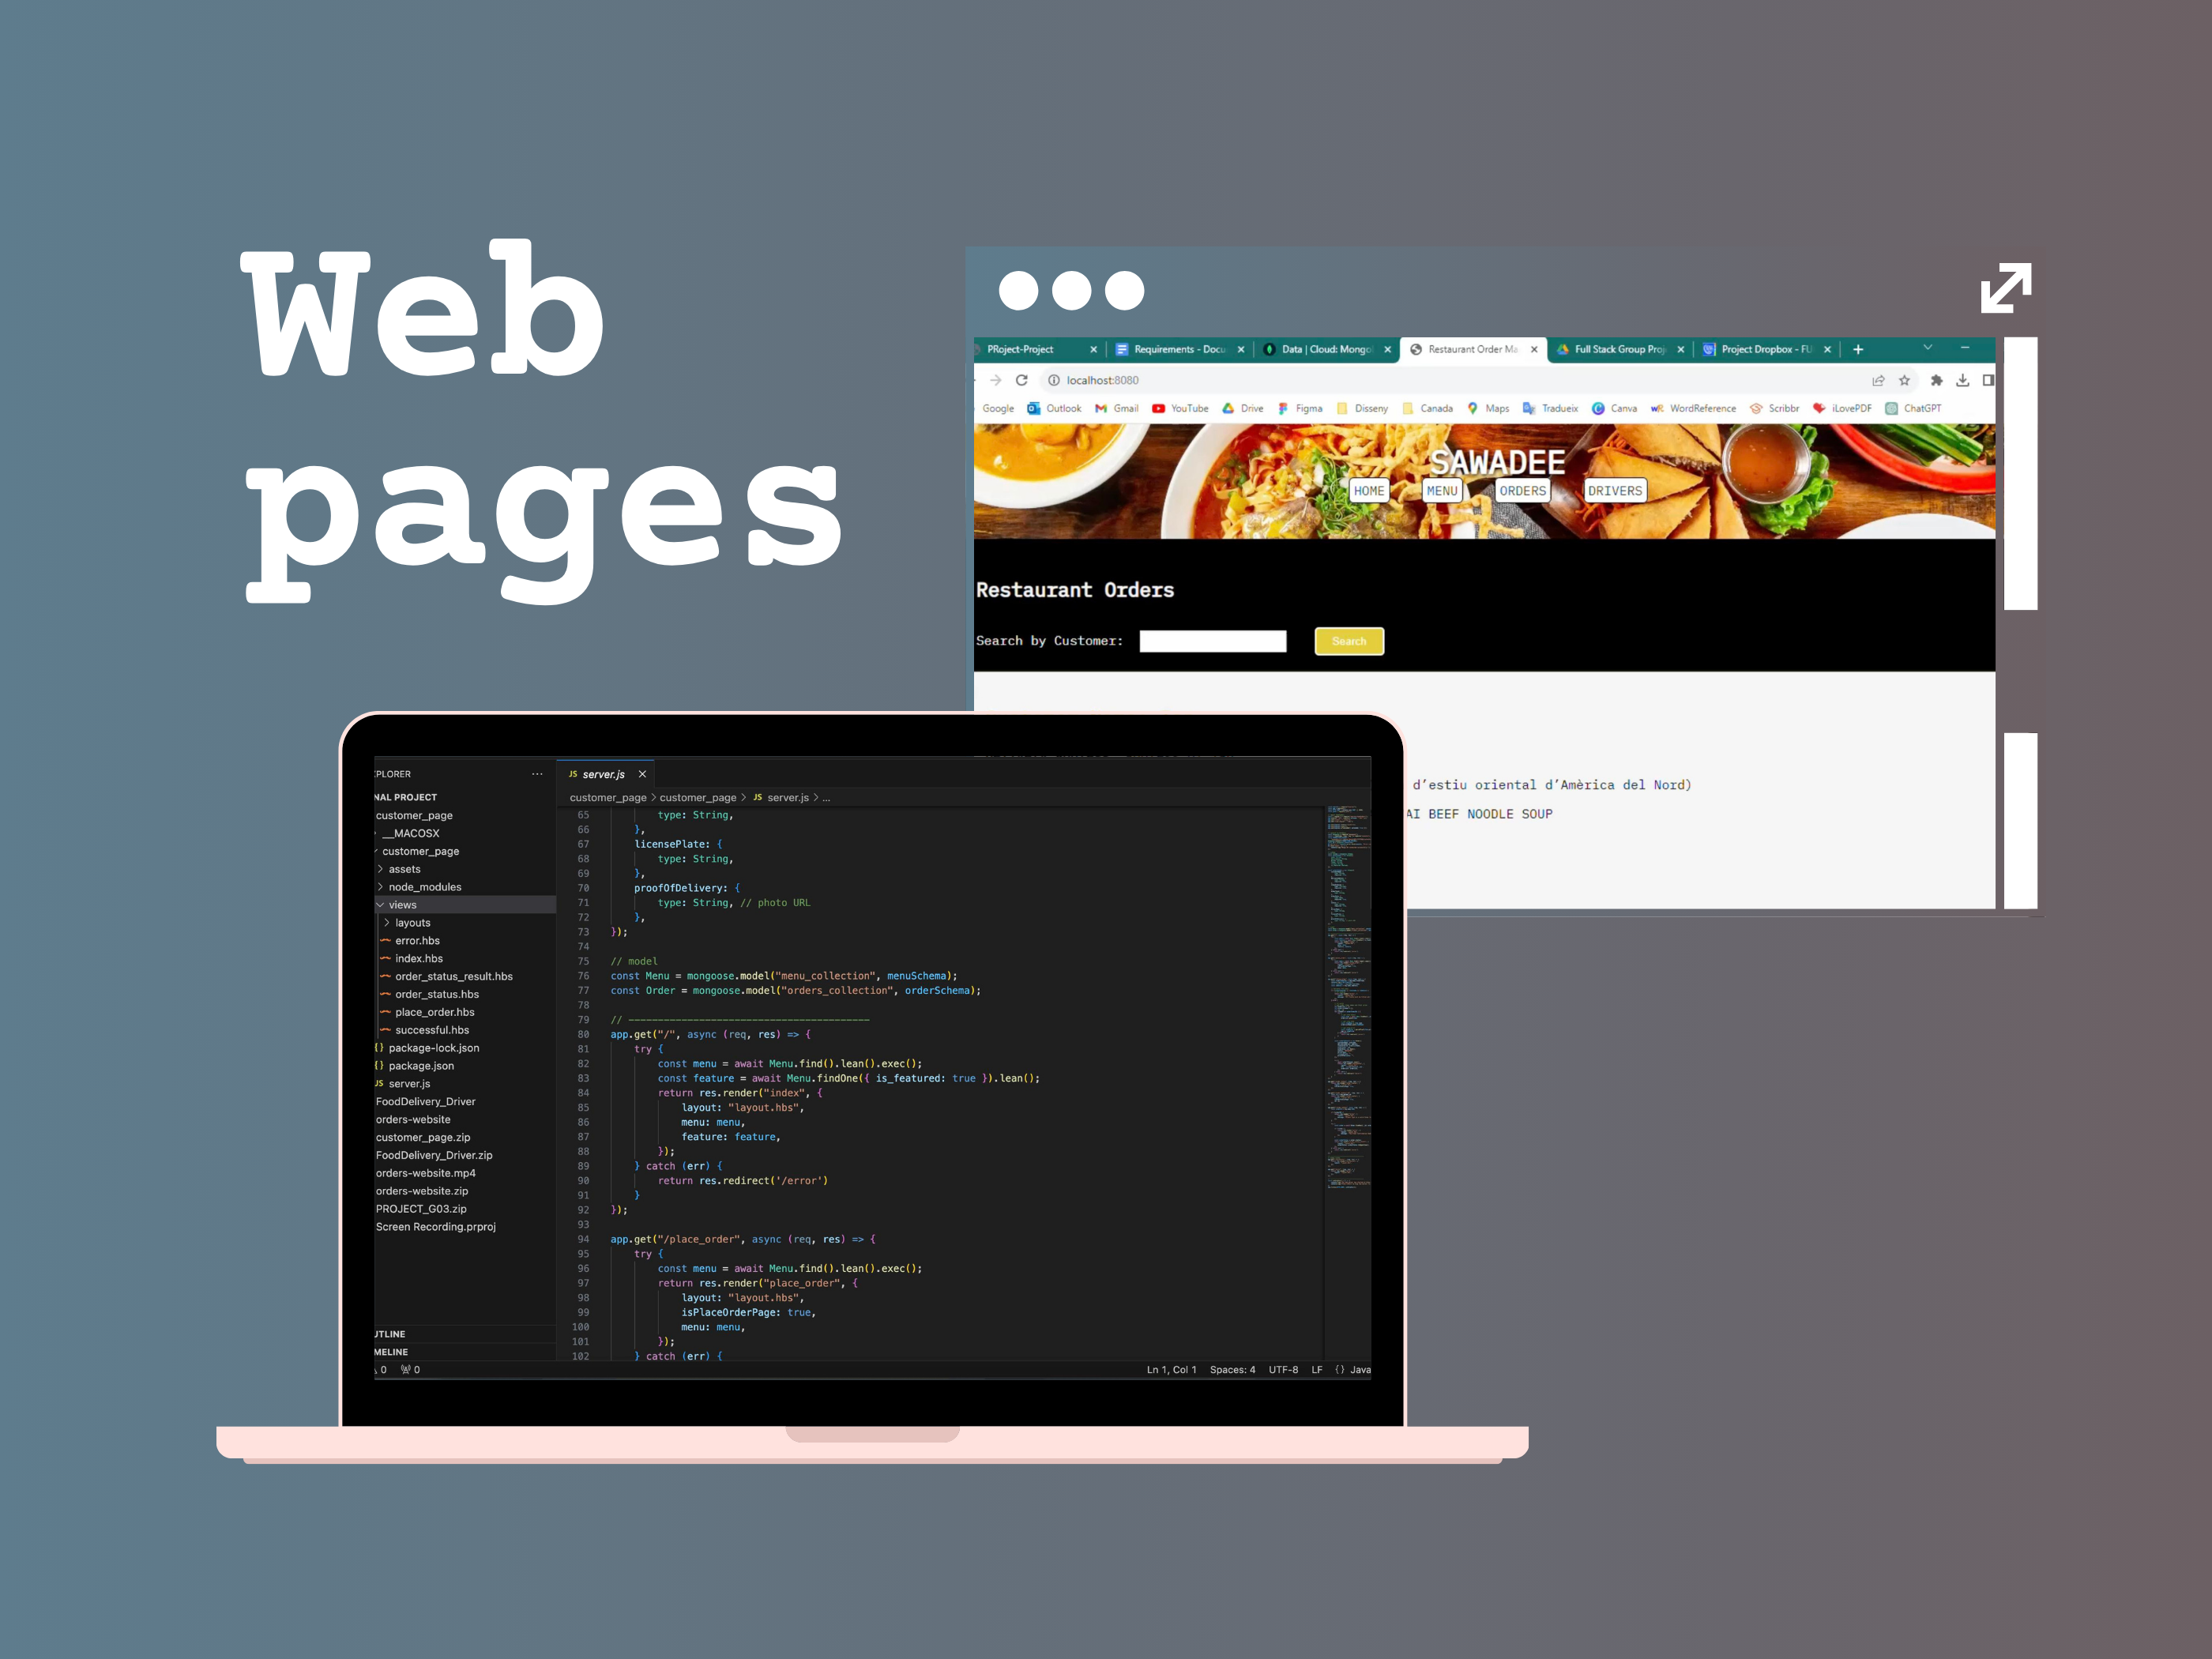 Web
pages
PRoject-Project
Requirements - Docu
Data | Cloud: Mongo
Restaurant Order Ma
Full Stack Group Proj
Project Dropbox - FU
localhost:8080
Google Outlook Gmail YouTube Drive Figma Disseny Canada Maps Tradueix Canva WordReference Scribbr iLovePDF ChatGPT
SAWADEE
HOME MENU ORDERS DRIVERS
Restaurant Orders
Search by Customer: Search
d'estiu oriental d'Amèrica del Nord)
AI BEEF NOODLE SOUP
PLORER ...
NAL PROJECT
customer_page
__MACOSX
customer_page
assets
node_modules
views
layouts
error.hbs
index.hbs
order_status_result.hbs
order_status.hbs
place_order.hbs
successful.hbs
{} package-lock.json
{} package.json
JS server.js
FoodDelivery_Driver
orders-website
customer_page.zip
FoodDelivery_Driver.zip
orders-website.mp4
orders-website.zip
PROJECT_G03.zip
Screen Recording.prproj
UTLINE
MELINE
0 0
JS server.js
customer_page > customer_page > JS server.js > ...
65 type: String,
66 },
67 licensePlate: {
68 type: String,
69 },
70 proofOfDelivery: {
71 type: String, // photo URL
72 },
73 });
74
75 // model
76 const Menu = mongoose.model("menu_collection", menuSchema);
77 const Order = mongoose.model("orders_collection", orderSchema);
78
79 // -----------------------------------------
80 app.get("/", async (req, res) => {
81 try {
82 const menu = await Menu.find().lean().exec();
83 const feature = await Menu.findOne({ is_featured: true }).lean();
84 return res.render("index", {
85 layout: "layout.hbs",
86 menu: menu,
87 feature: feature,
88 });
89 } catch (err) {
90 return res.redirect('/error')
91 }
92 });
93
94 app.get("/place_order", async (req, res) => {
95 try {
96 const menu = await Menu.find().lean().exec();
97 return res.render("place_order", {
98 layout: "layout.hbs",
99 isPlaceOrderPage: true,
100 menu: menu,
101 });
102 } catch (err) {
Ln 1, Col 1 Spaces: 4 UTF-8 LF {} Java